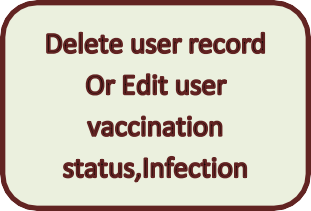 Delete user record
Or Edit user
vaccination
status,Infection